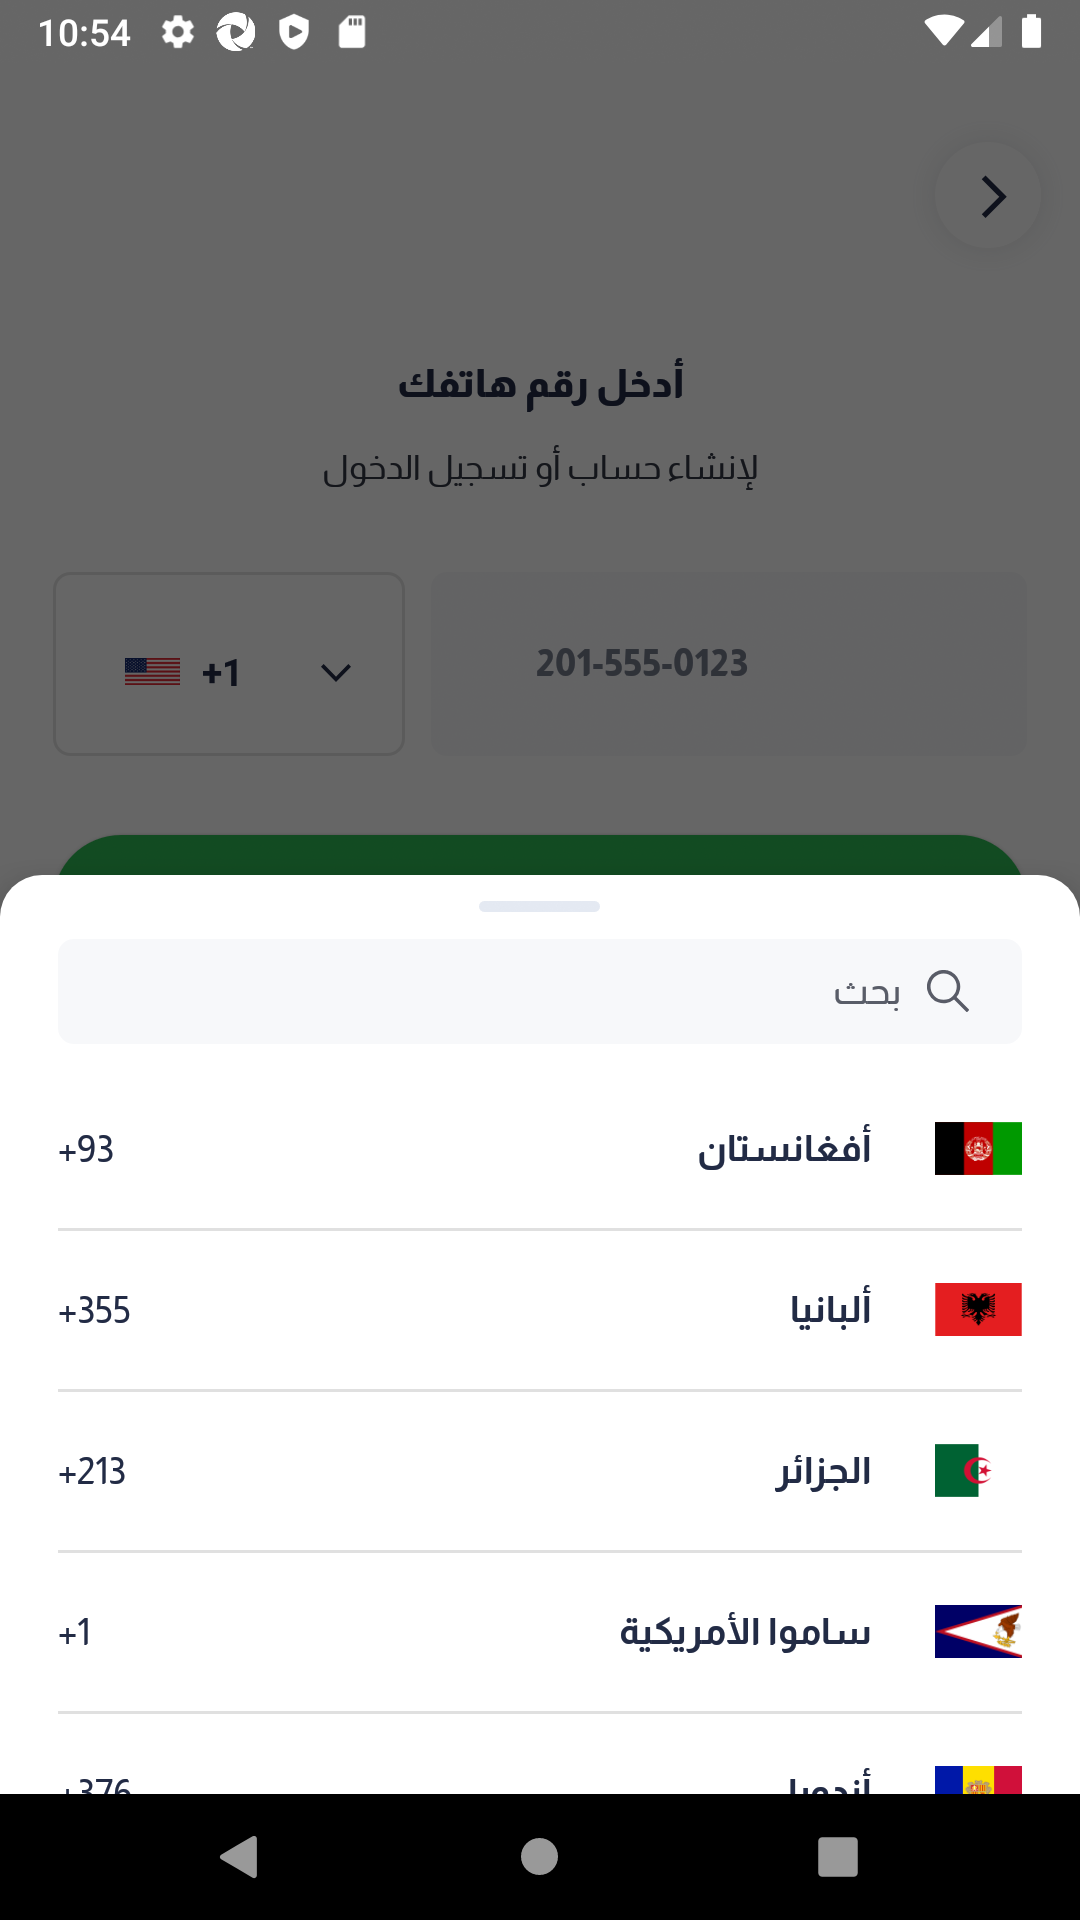 10:54
أدخل رقم هاتفك
لإنشاء حساب أو تسجيل الدخول
+1
201-555-0123
بحث
أفغانستان +93
ألبانيا +355
الجزائر +213
ساموا الأمريكية +1
أندورا +376